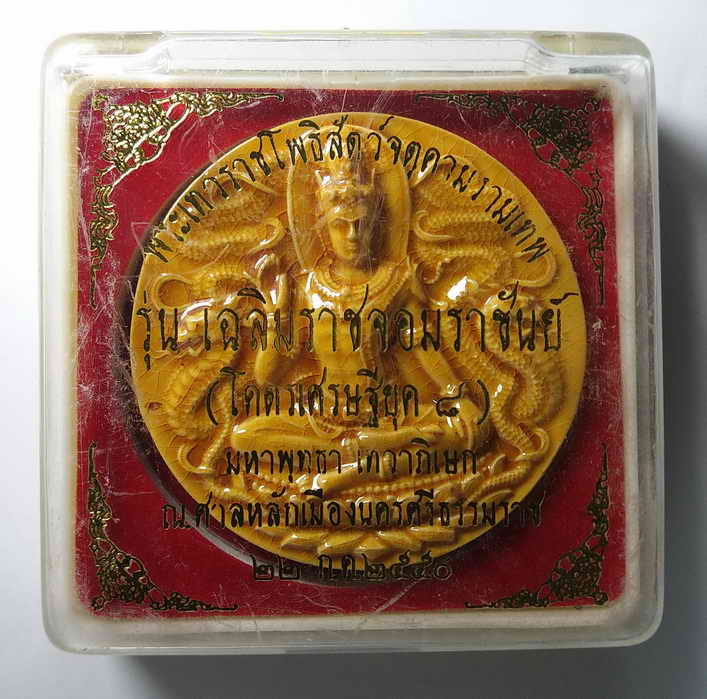 พระเทวราชโพธิสัตว์จตุคามรามเทพ
รุ่น เฉลิมราชจอมราชันย์
(โคตรเศรษฐียุค ๘)
มหาพุทธา เทวาภิเษก
ณ.ศาลหลักเมืองนครศรีธรรมราช
๒๒ ก.ค.๒๕๕๐